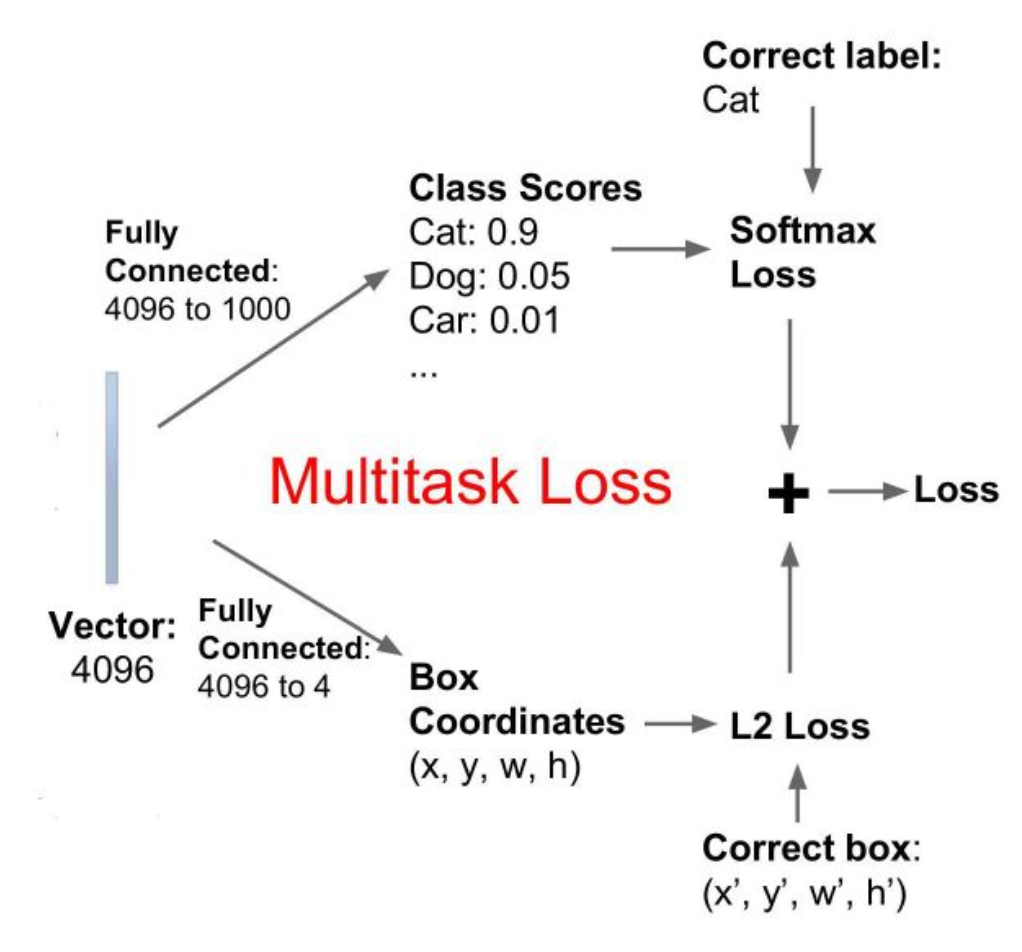 Correct label:
Cat
Class Scores
Cat: 0.9
Dog: 0.05
Car: 0.01
...
Softmax
Loss
Fully
Connected:
4096 to 1000
Multitask Loss
+
Loss
Vector:
4096
Fully
Connected:
4096 to 4
Box
Coordinates
(x, y, w, h)
L2 Loss
Correct box:
(x’, y’, w’, h’)